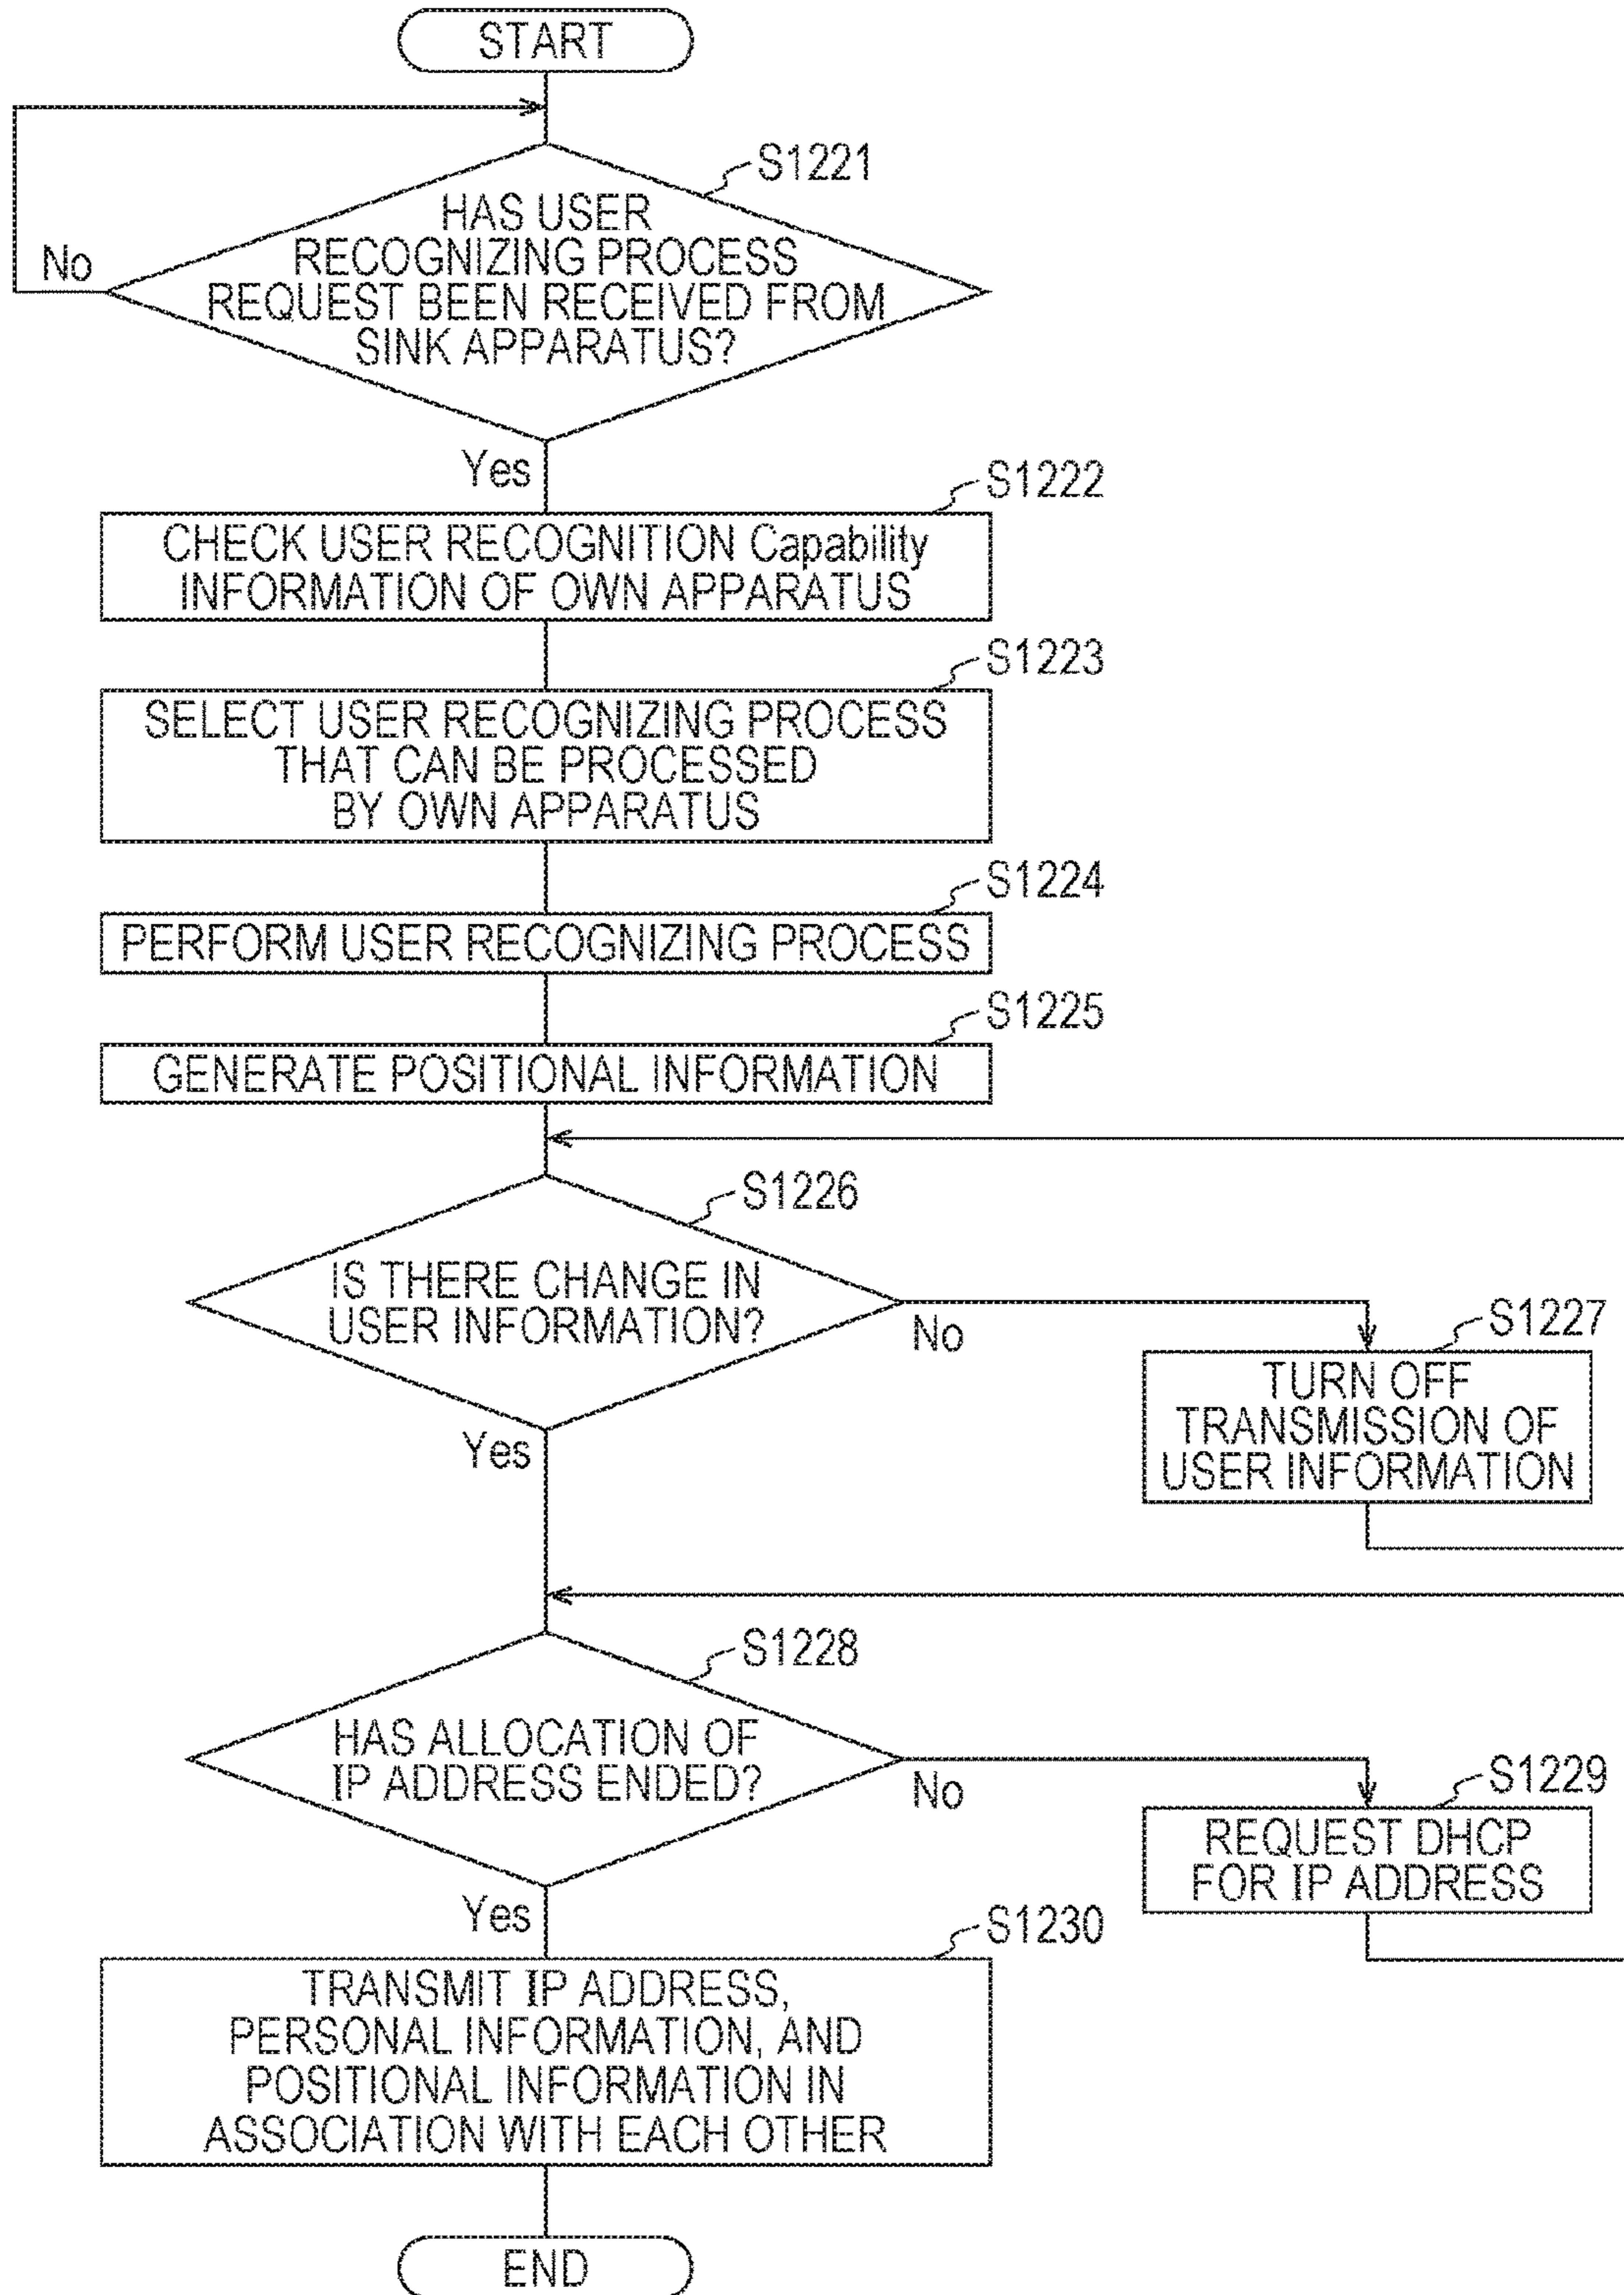 START
S1221
HAS USER
RECOGNIZING PROCESS
REQUEST BEEN RECEIVED FROM
SINK APPARATUS?
No
Yes
S1222
CHECK USER RECOGNITION Capability
INFORMATION OF OWN APPARATUS
S1223
SELECT USER RECOGNIZING PROCESS
THAT CAN BE PROCESSED
BY OWN APPARATUS
S1224
PERFORM USER RECOGNIZING PROCESS
S1225
GENERATE POSITIONAL INFORMATION
S1226
IS THERE CHANGE IN
USER INFORMATION?
No
Yes
S1227
TURN OFF
TRANSMISSION OF
USER INFORMATION
S1228
HAS ALLOCATION OF
IP ADDRESS ENDED?
No
Yes
S1229
REQUEST DHCP
FOR IP ADDRESS
S1230
TRANSMIT IP ADDRESS,
PERSONAL INFORMATION, AND
POSITIONAL INFORMATION IN
ASSOCIATION WITH EACH OTHER
END